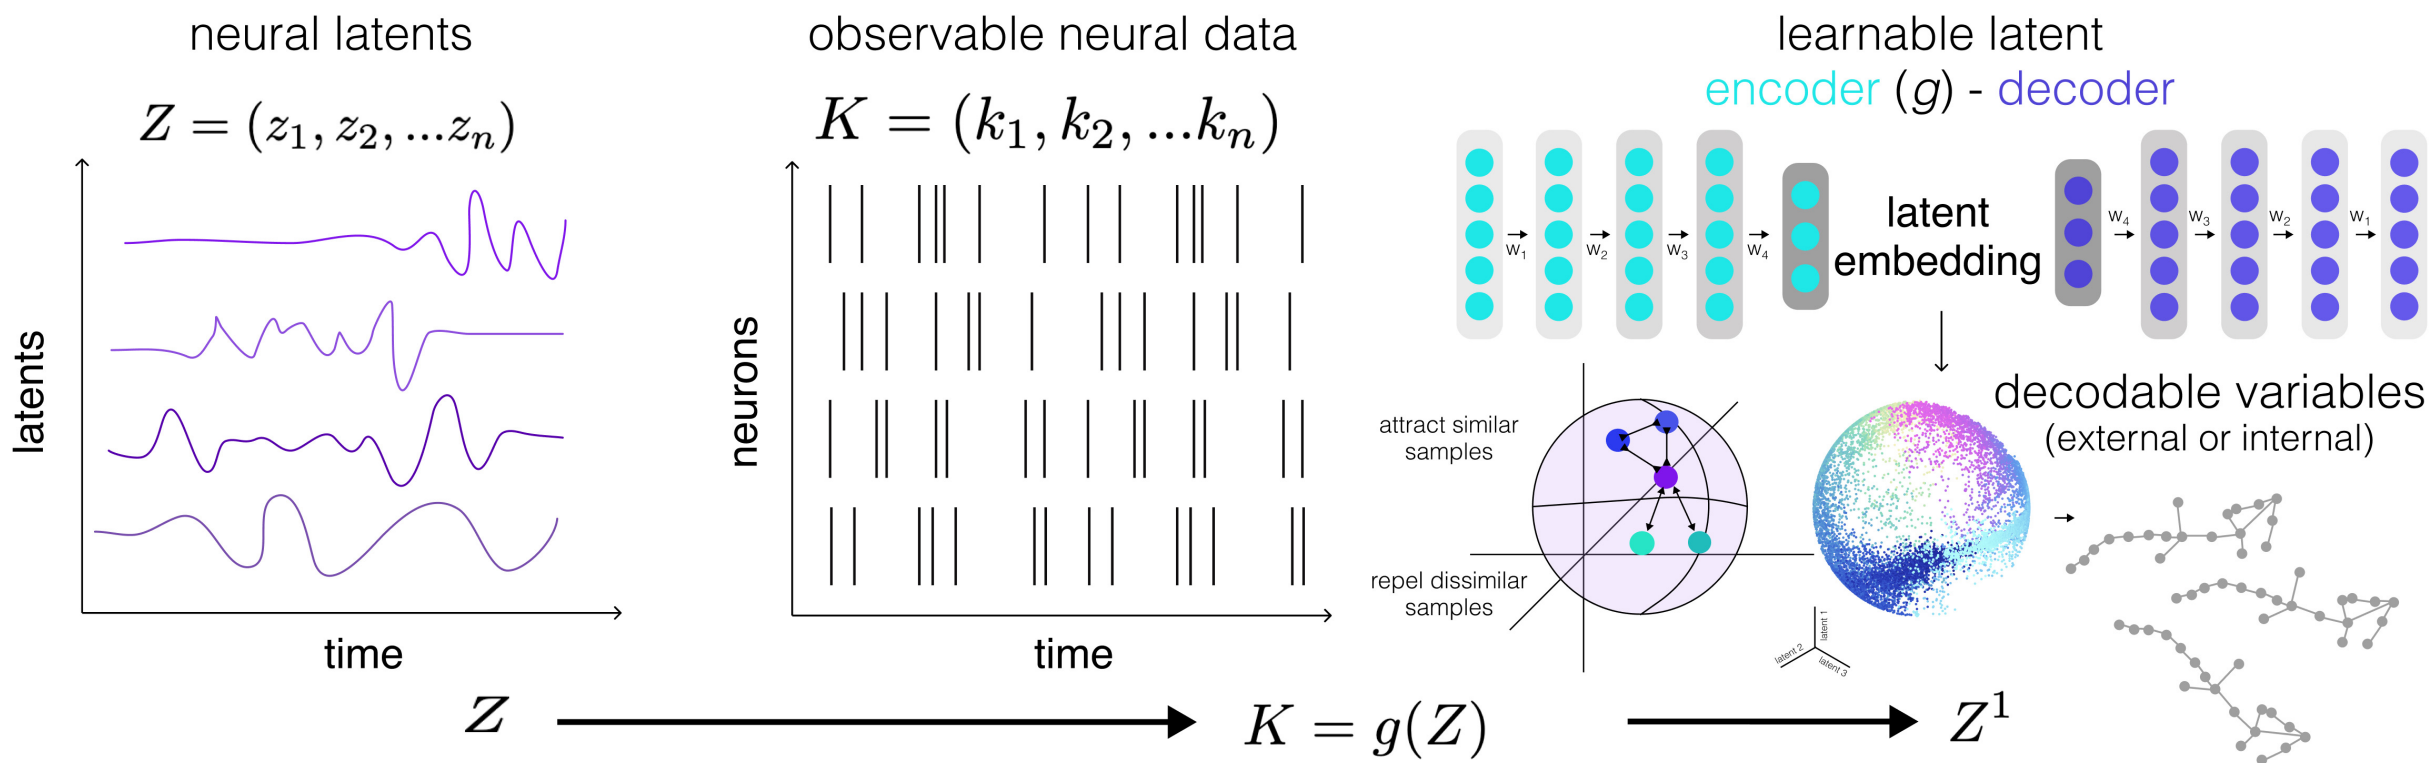 neural latents
Z = (z₁, z₂, ...zₙ)
latents
time
observable neural data
K = (k₁, k₂, ...kₙ)
neurons
time
learnable latent
encoder (g) - decoder
w₁ w₂ w₃ w₄
latent
embedding
w₄ w₃ w₂ w₁
attract similar
samples
repel dissimilar
samples
latent 1
latent 2
latent 3
decodable variables
(external or internal)
Z
K = g(Z)
Z¹